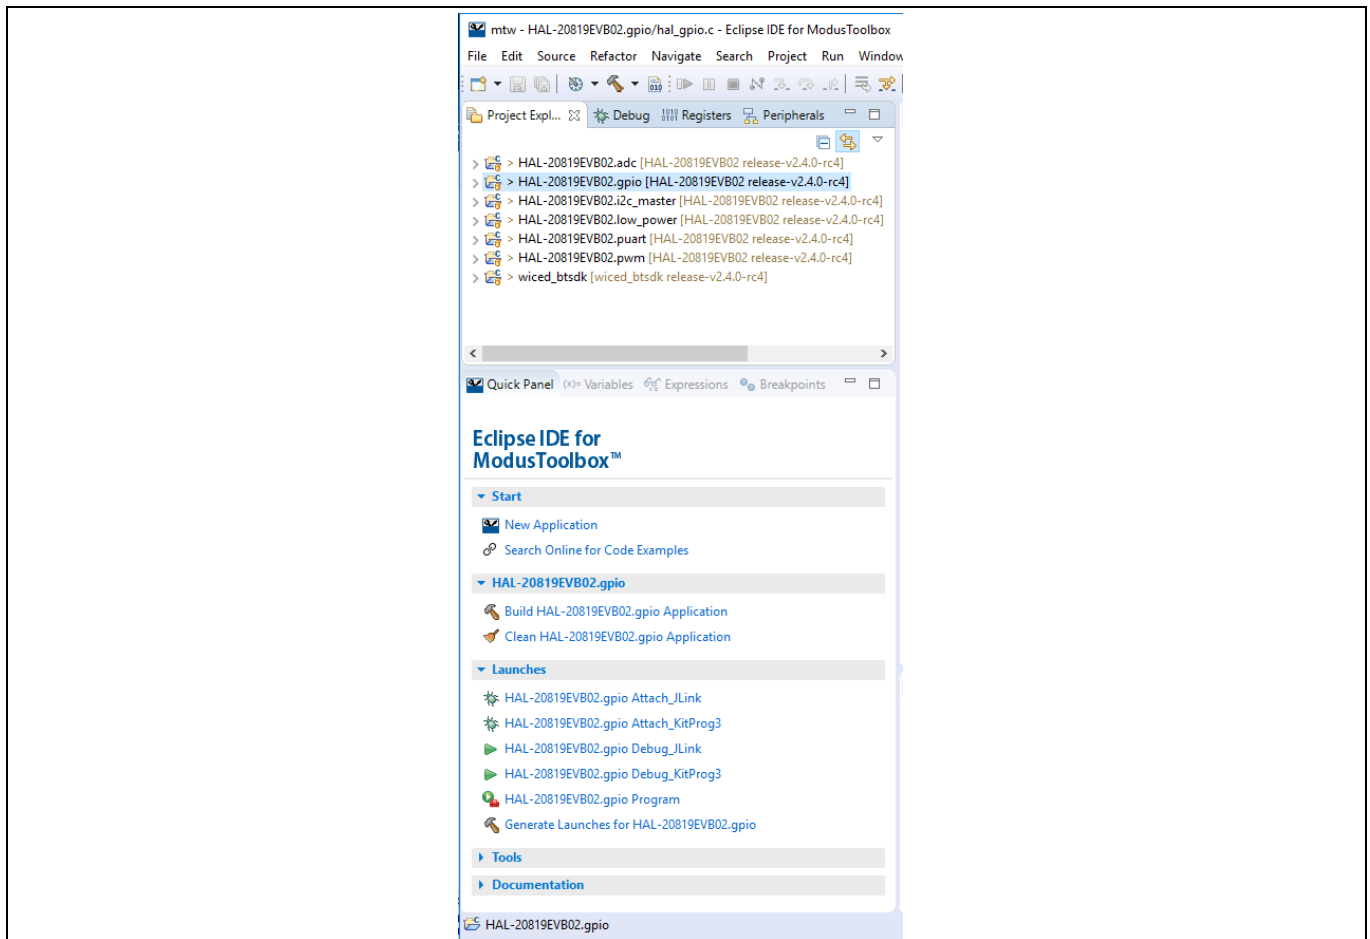 mtw - HAL-20819EVB02.gpio/hal_gpio.c - Eclipse IDE for ModusToolbox
File Edit Source Refactor Navigate Search Project Run Window
010
Project Expl... Debug 1010 0101 Registers Peripherals
> HAL-20819EVB02.adc [HAL-20819EVB02 release-v2.4.0-rc4]
> HAL-20819EVB02.gpio [HAL-20819EVB02 release-v2.4.0-rc4]
> HAL-20819EVB02.i2c_master [HAL-20819EVB02 release-v2.4.0-rc4]
> HAL-20819EVB02.low_power [HAL-20819EVB02 release-v2.4.0-rc4]
> HAL-20819EVB02.puart [HAL-20819EVB02 release-v2.4.0-rc4]
> HAL-20819EVB02.pwm [HAL-20819EVB02 release-v2.4.0-rc4]
> wiced_btsdk [wiced_btsdk release-v2.4.0-rc4]
Quick Panel (x)= Variables Expressions Breakpoints
Eclipse IDE for
ModusToolbox™
Start
New Application
Search Online for Code Examples
HAL-20819EVB02.gpio
Build HAL-20819EVB02.gpio Application
Clean HAL-20819EVB02.gpio Application
Launches
HAL-20819EVB02.gpio Attach_JLink
HAL-20819EVB02.gpio Attach_KitProg3
HAL-20819EVB02.gpio Debug_JLink
HAL-20819EVB02.gpio Debug_KitProg3
HAL-20819EVB02.gpio Program
Generate Launches for HAL-20819EVB02.gpio
Tools
Documentation
HAL-20819EVB02.gpio